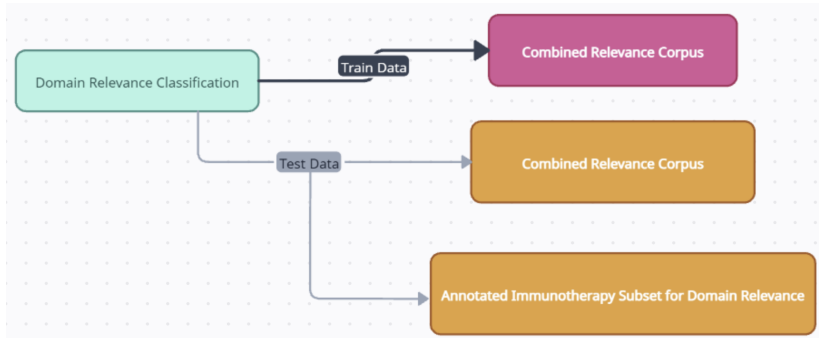 Combined Relevance Corpus
Train Data
Domain Relevance Classification
Test Data
Combined Relevance Corpus
Annotated Immunotherapy Subset for Domain Relevance